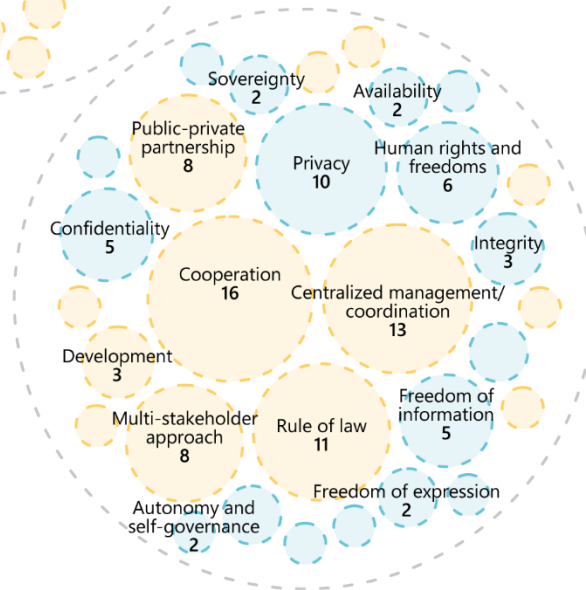 Sovereignty
2
Availability
2
Public-private
partnership
8
Privacy
10
Human rights and
freedoms
6
Confidentiality
5
Integrity
3
Cooperation
16
Centralized management/
coordination
13
Development
3
Freedom of
information
5
Multi-stakeholder
approach
8
Rule of law
11
Freedom of expression
2
Autonomy and
self-governance
2